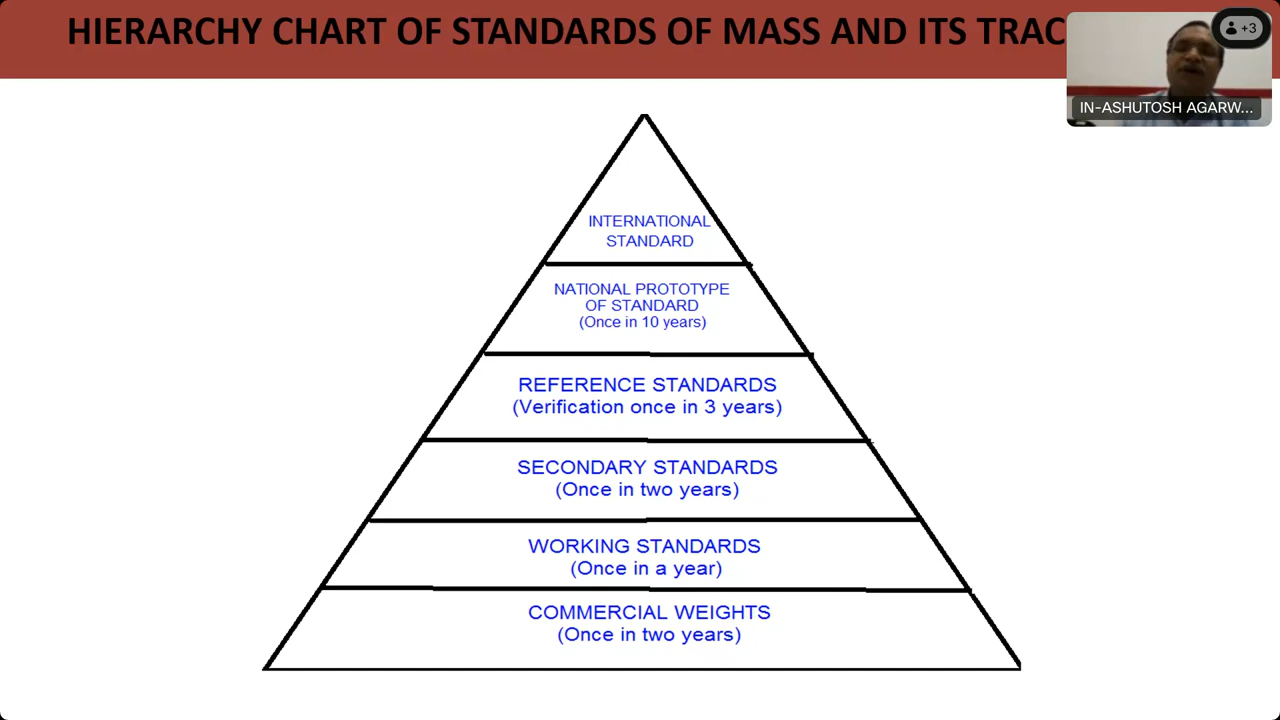 HIERARCHY CHART OF STANDARDS OF MASS AND ITS
+3
IN-ASHUTOSH AGARW...
INTERNATIONAL
STANDARD
NATIONAL PROTOTYPE
OF STANDARD
(Once in 10 years)
REFERENCE STANDARDS
(Verification once in 3 years)
SECONDARY STANDARDS
(Once in two years)
WORKING STANDARDS
(Once in a year)
COMMERCIAL WEIGHTS
(Once in two years)